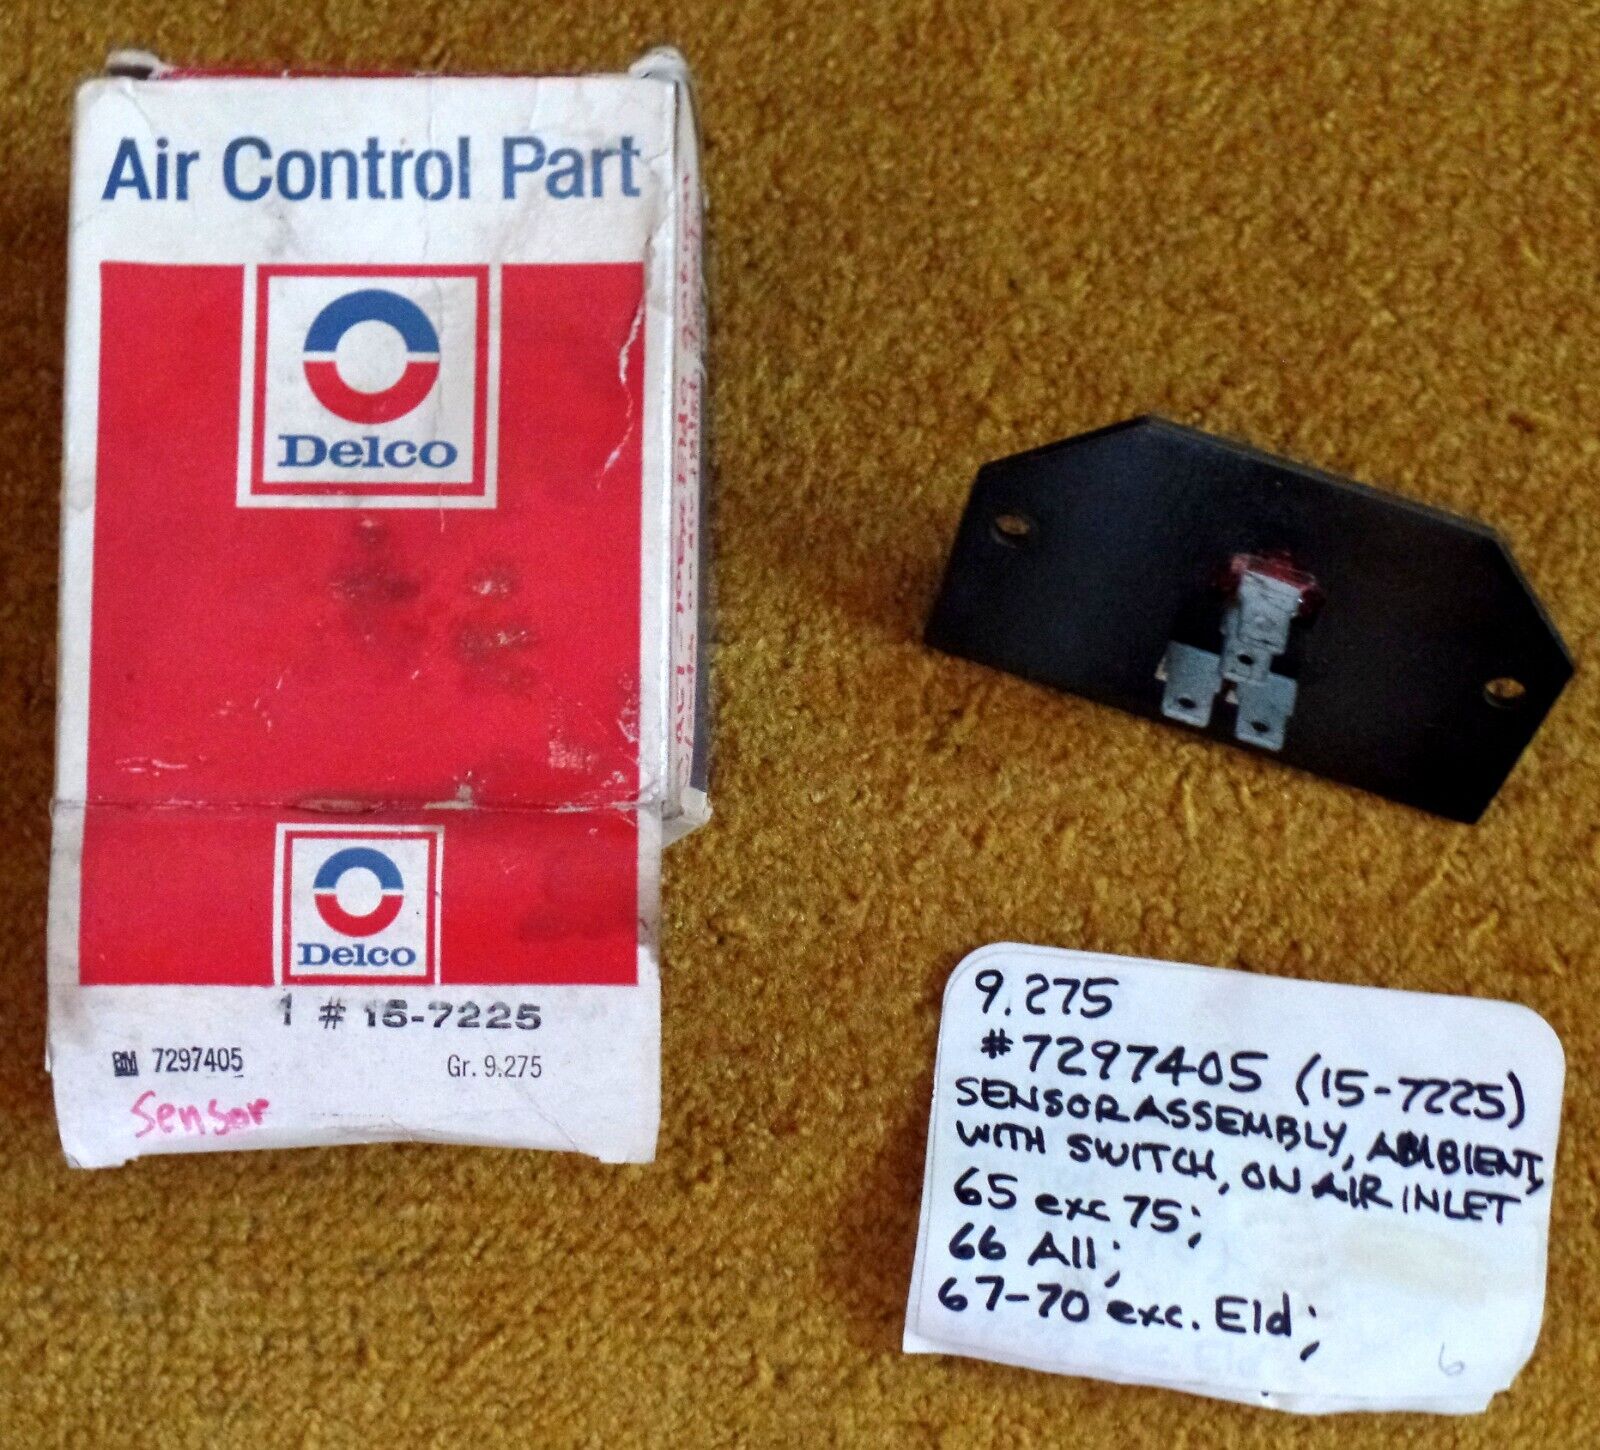 Air Control Part
Delco
Delco
1 # 15-7225
GM 7297405
Gr. 9.275
Sensor
9.275
#7297405 (15-7225)
SENSOR ASSEMBLY, AMBIENT,
WITH SWITCH, ON AIR INLET
65 exc 75;
66 All;
67-70 exc. Eld;
6